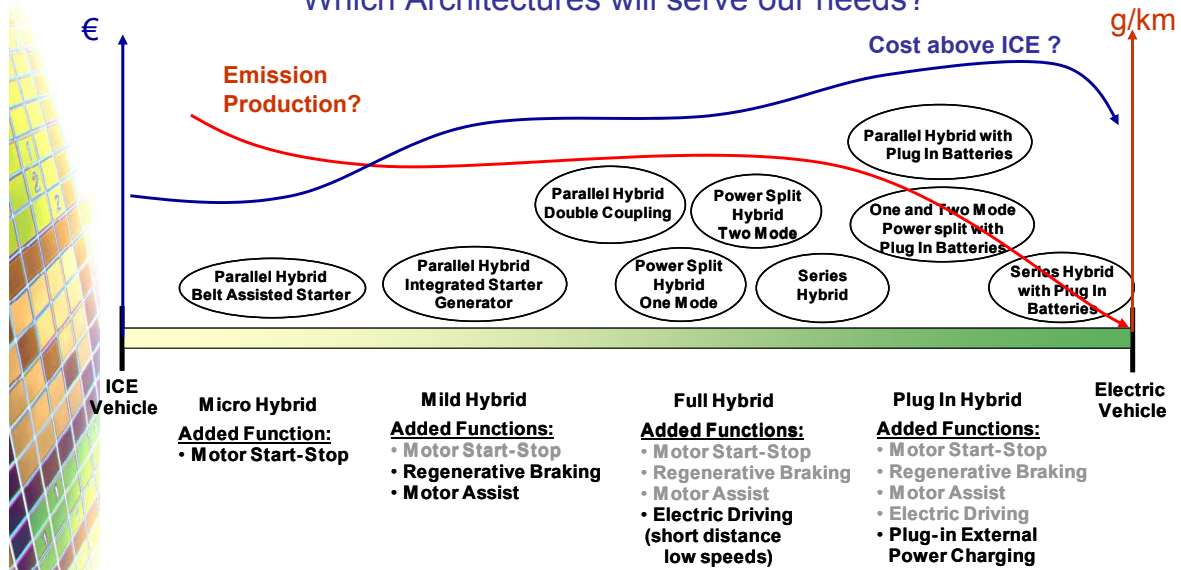 Which Architectures will serve our needs?
€
g/km
Cost above ICE ?
Emission
Production?
Parallel Hybrid with
Plug In Batteries
Parallel Hybrid
Double Coupling
Power Split
Hybrid
Two Mode
One and Two Mode
Power split with
Plug In Batteries
Parallel Hybrid
Belt Assisted Starter
Parallel Hybrid
Integrated Starter
Generator
Power Split
Hybrid
One Mode
Series
Hybrid
Series Hybrid
with Plug In
Batteries
ICE
Vehicle
Electric
Vehicle
Micro Hybrid
Added Function:
• Motor Start-Stop
Mild Hybrid
Added Functions:
• Motor Start-Stop
• Regenerative Braking
• Motor Assist
Full Hybrid
Added Functions:
• Motor Start-Stop
• Regenerative Braking
• Motor Assist
• Electric Driving
(short distance
low speeds)
Plug In Hybrid
Added Functions:
• Motor Start-Stop
• Regenerative Braking
• Motor Assist
• Electric Driving
• Plug-in External
Power Charging
1
2
2